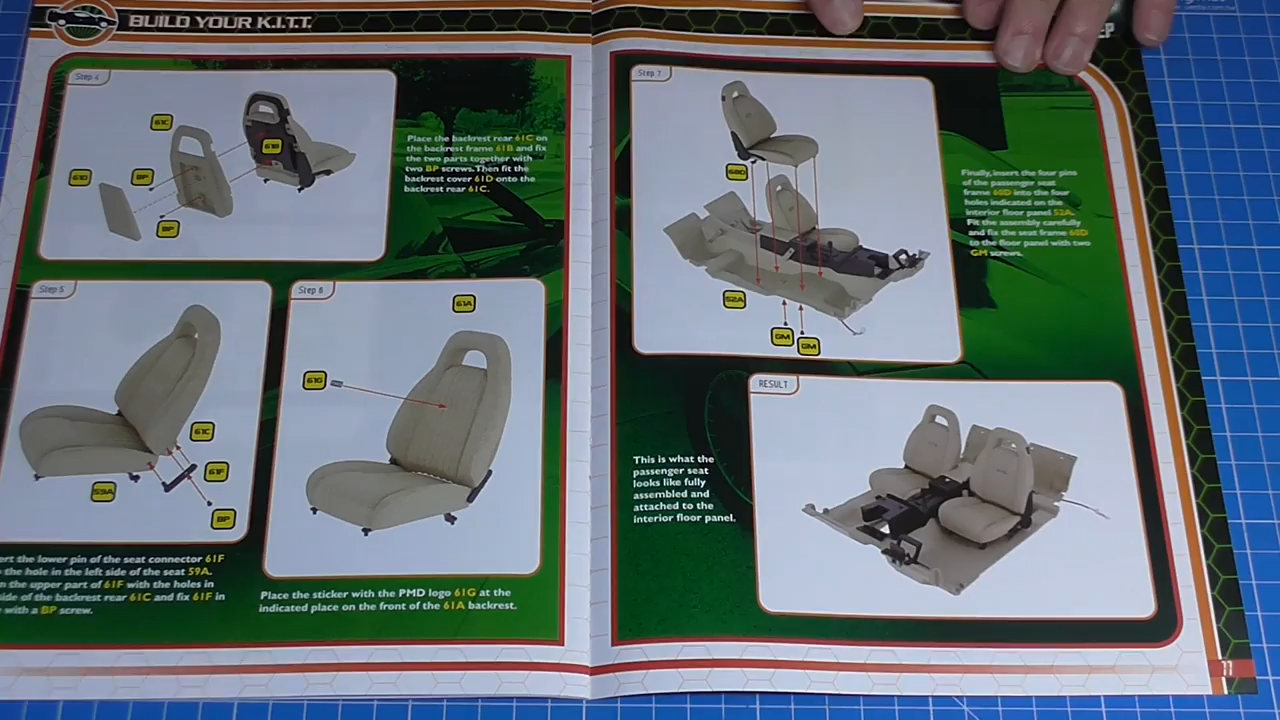 BUILD YOUR K.I.T.T.
Step 4
61C
61B
61D
BP
BP
Place the backrest rear 61C on
the backrest frame 61B and fix
the two parts together with
two BP screws. Then fit the
backrest cover 61D onto the
backrest rear 61C.
Step 5
61C
61F
59A
BP
ert the lower pin of the seat connector 61F
the hole in the left side of the seat 59A.
the upper part of 61F with the holes in
side of the backrest rear 61C and fix 61F in
with a BP screw.
Step 6
61A
61G
Place the sticker with the PMD logo 61G at the
indicated place on the front of the 61A backrest.
Step 7
60D
52A
GM
GM
Finally, insert the four pins
of the passenger seat
frame 60D into the four
holes indicated on the
interior floor panel 52A.
Fit the assembly carefully
and fix the seat frame 60D
to the floor panel with two
GM screws.
RESULT
This is what the
passenger seat
looks like fully
assembled and
attached to the
interior floor panel.
11